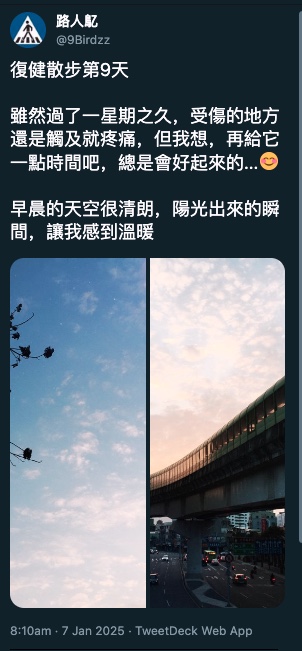 路人鴕
@9Birdzz
復健散步第9天
雖然過了一星期之久，受傷的地方
還是觸及就疼痛，但我想，再給它
一點時間吧，總是會好起來的...😊
早晨的天空很清朗，陽光出來的瞬
間，讓我感到溫暖
8:10am · 7 Jan 2025 · TweetDeck Web App